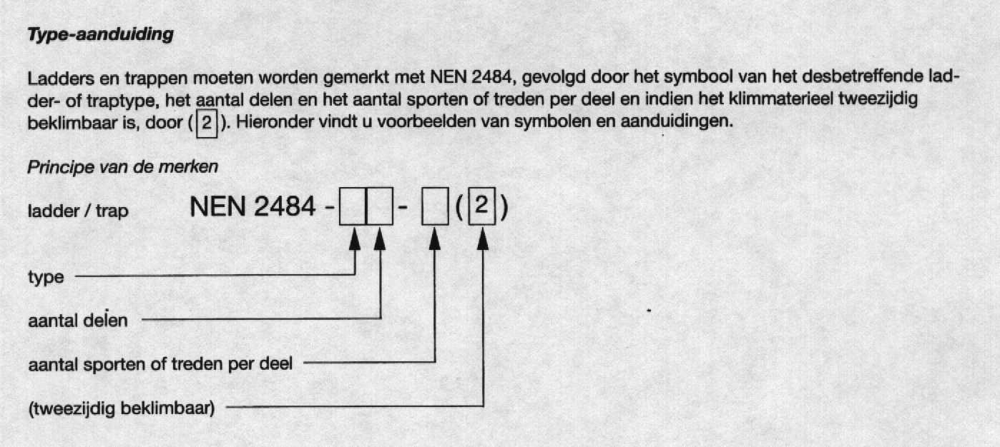 Type-aanduiding
Ladders en trappen moeten worden gemerkt met NEN 2484, gevolgd door het symbool van het desbetreffende lad-
der- of traptype, het aantal delen en het aantal sporten of treden per deel en indien het klimmaterieel tweezijdig
beklimbaar is, door (2). Hieronder vindt u voorbeelden van symbolen en aanduidingen.
Principe van de merken
ladder / trap NEN 2484 - - (2)
type
aantal delen
aantal sporten of treden per deel
(tweezijdig beklimbaar)